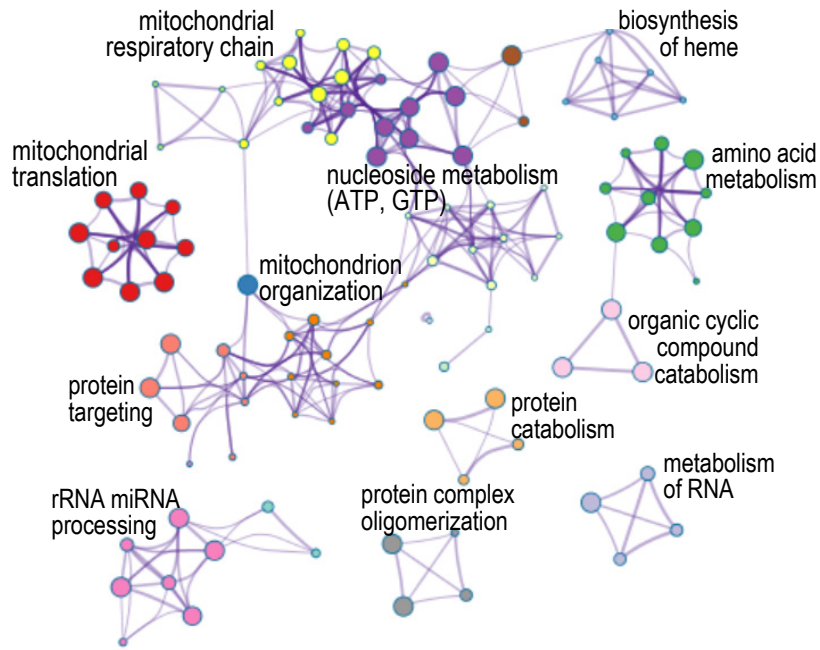 mitochondrial
respiratory chain
biosynthesis
of heme
mitochondrial
translation
nucleoside metabolism
(ATP, GTP)
amino acid
metabolism
mitochondrion
organization
organic cyclic
compound
catabolism
protein
targeting
protein
catabolism
metabolism
of RNA
rRNA miRNA
processing
protein complex
oligomerization